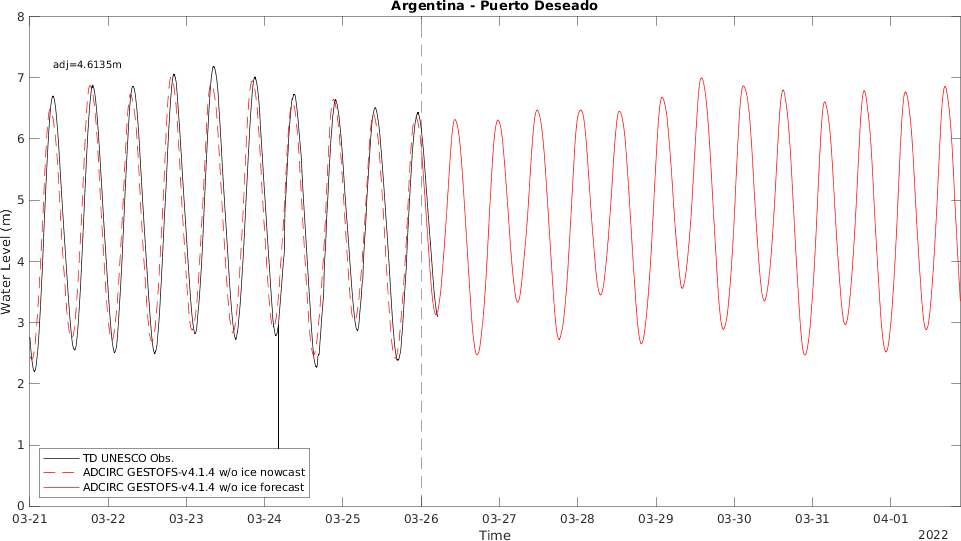 Argentina - Puerto Deseado
8
adj=4.6135m
7
6
5
4
3
2
1
0
Water Level (m)
TD UNESCO Obs.
ADCIRC GESTOFS-v4.1.4 w/o ice nowcast
ADCIRC GESTOFS-v4.1.4 w/o ice forecast
03-21 03-22 03-23 03-24 03-25 03-26 03-27 03-28 03-29 03-30 03-31 04-01
Time
2022